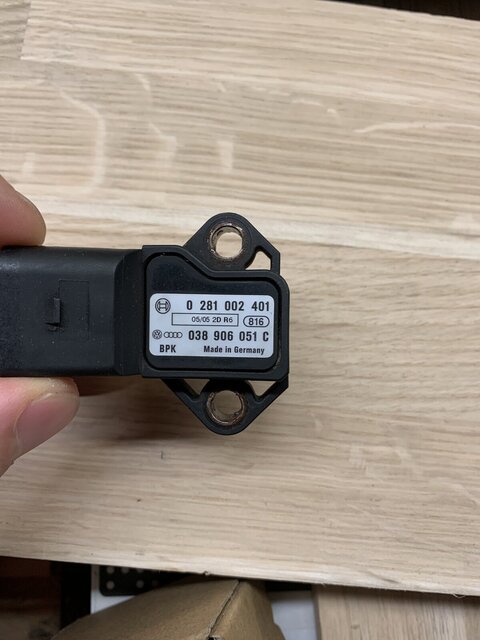 0 281 002 401
05/05 2D R6 816
038 906 051 C
BPK Made in Germany